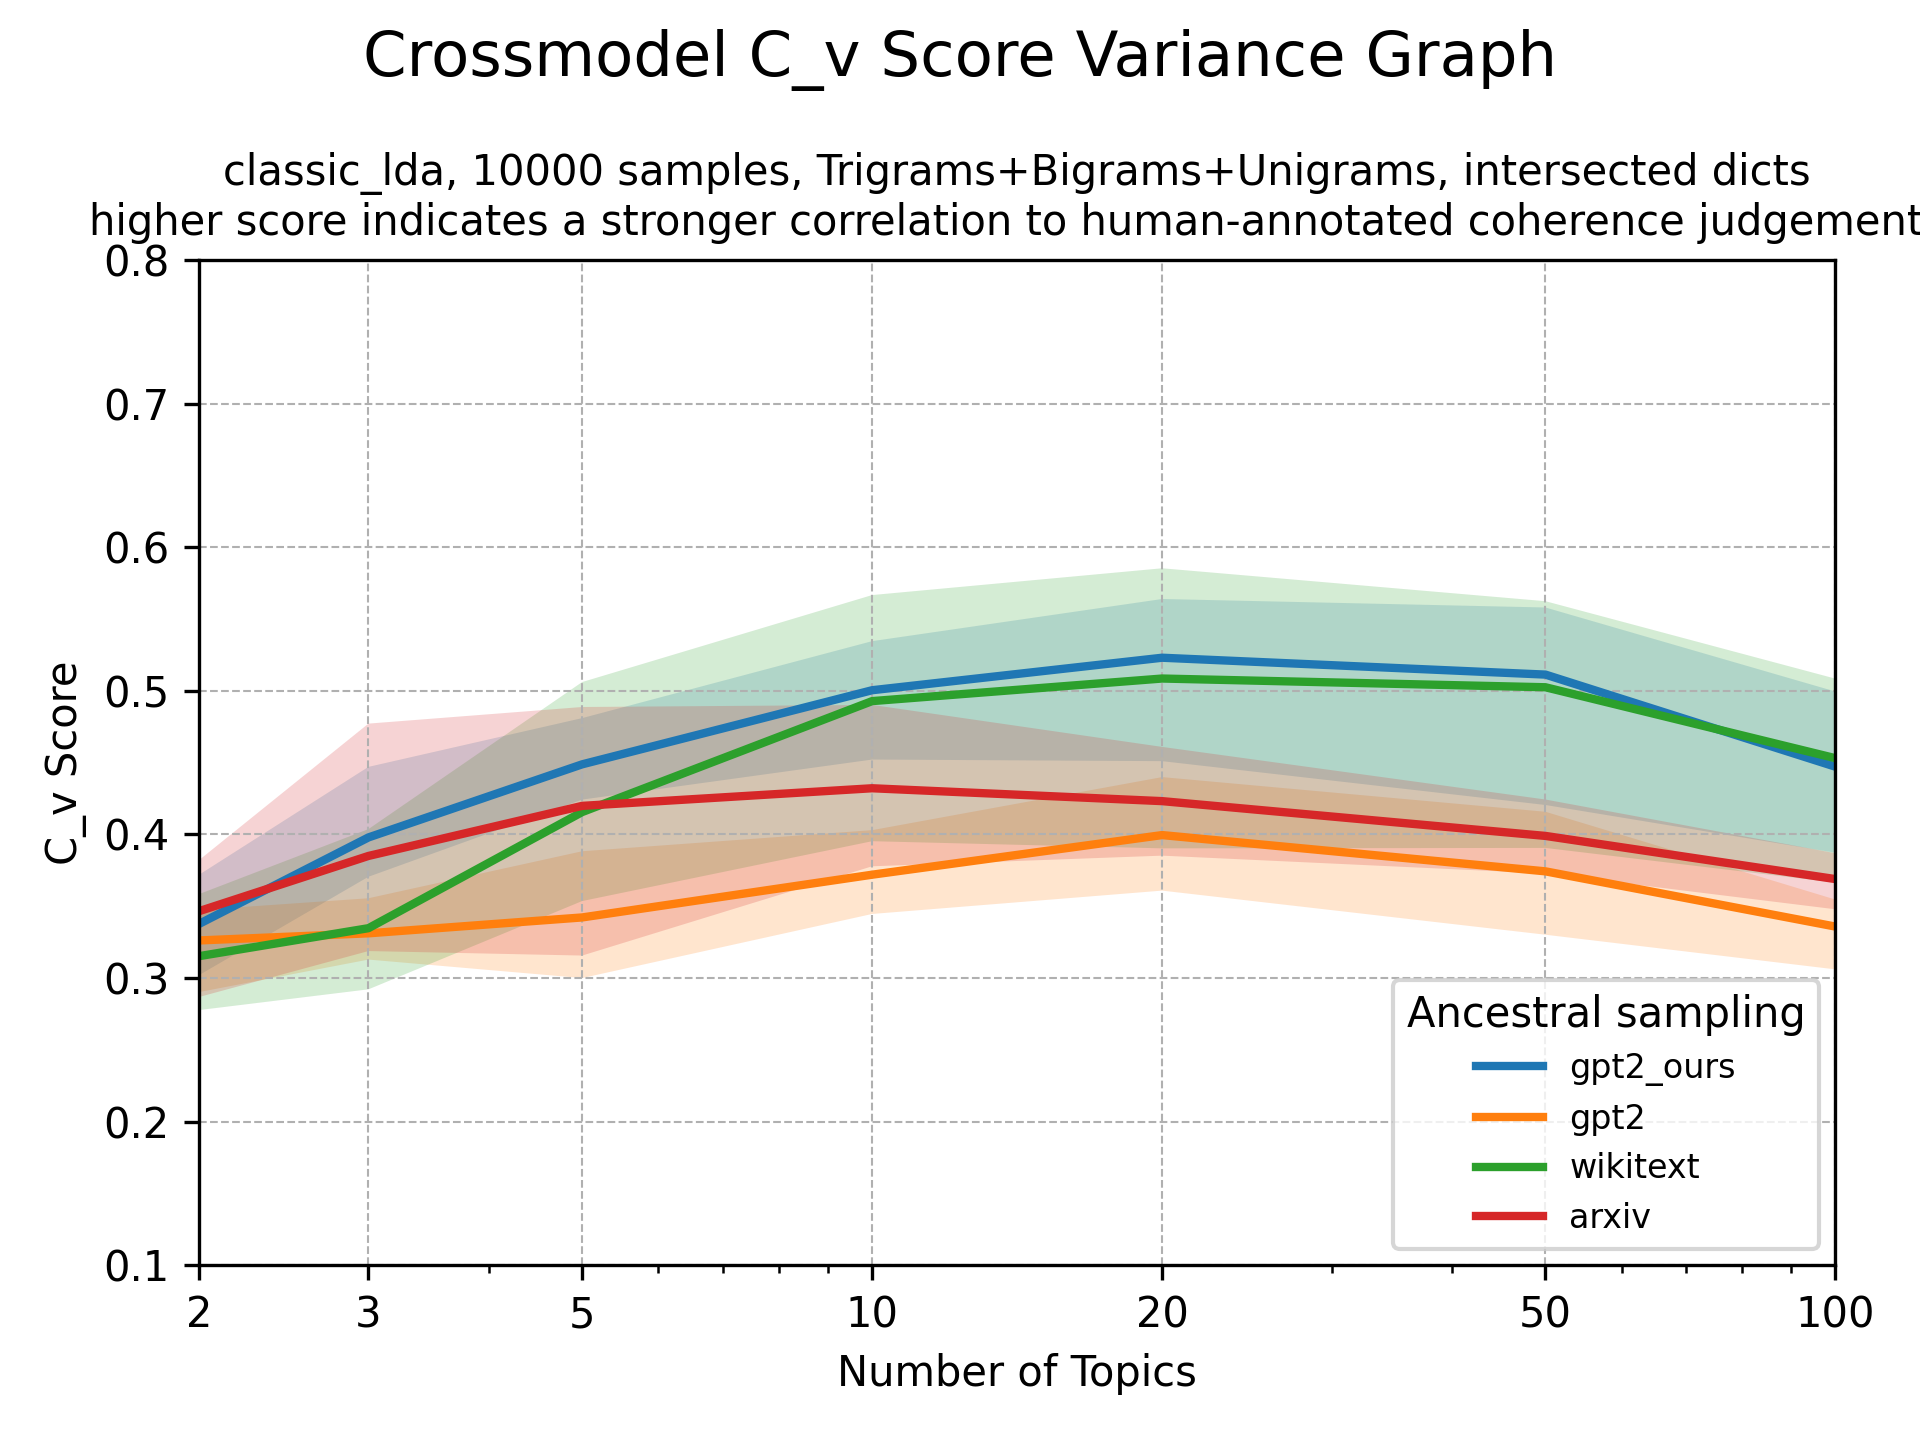 Crossmodel C_v Score Variance Graph
classic_lda, 10000 samples, Trigrams+Bigrams+Unigrams, intersected dicts
higher score indicates a stronger correlation to human-annotated coherence judgement
0.8
0.7
0.6
0.5
0.4
0.3
0.2
0.1
C_v Score
Ancestral sampling
gpt2_ours
gpt2
wikitext
arxiv
2 3 5 10 20 50 100
Number of Topics